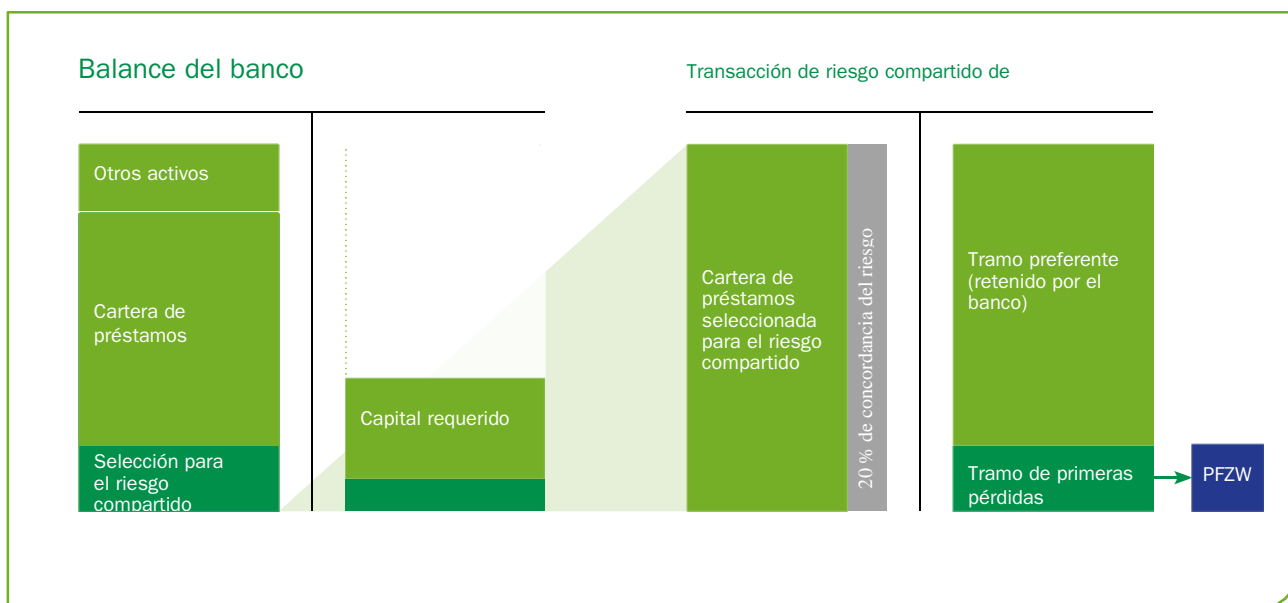 Balance del banco
Transacción de riesgo compartido de
Otros activos
Cartera de
préstamos
Selección para
el riesgo
compartido
Capital requerido
Cartera de
préstamos
seleccionada
para el riesgo
compartido
20 % de concordancia del riesgo
Tramo preferente
(retenido por el
banco)
Tramo de primeras
pérdidas
PFZW